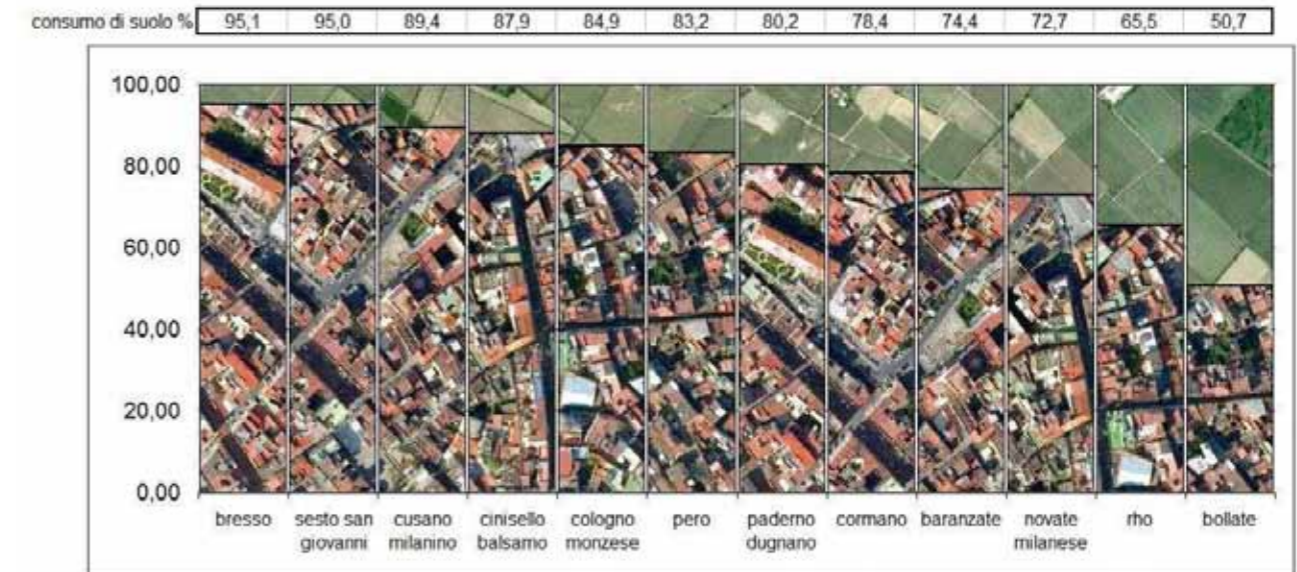 consumo di suolo % 95,1 95,0 89,4 87,9 84,9 83,2 80,2 78,4 74,4 72,7 65,5 50,7
100,00
80,00
60,00
40,00
20,00
0,00
bresso sesto san cusano cinisello cologno pero paderno cormano baranzate novate rho bollate
giovanni milanino balsamo monzese dugnano milanese